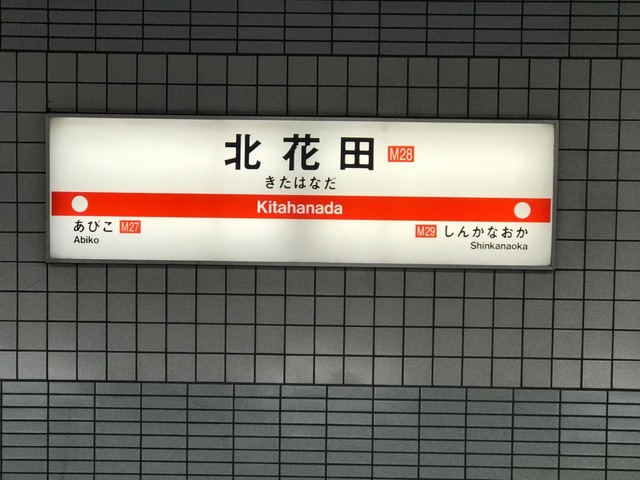 北花田 M28
きたはなだ
Kitahanada
あびこ M27
Abiko
M29 しんかなおか
Shinkanaoka